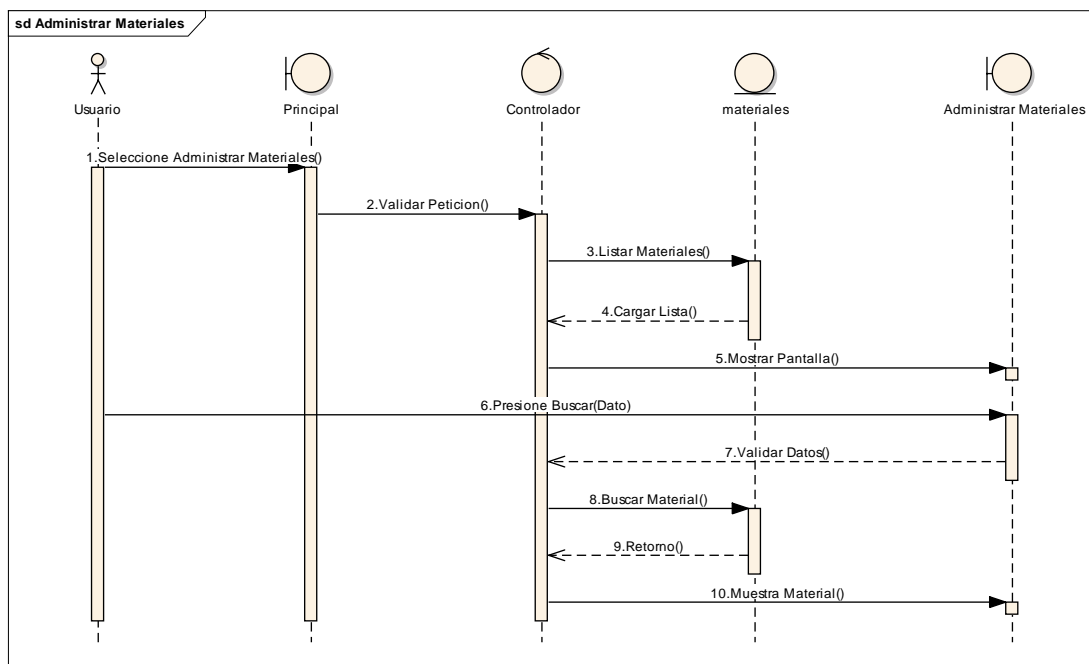 sd Administrar Materiales
Usuario
Principal
Controlador
materiales
Administrar Materiales
1.Seleccione Administrar Materiales()
2.Validar Peticion()
3.Listar Materiales()
4.Cargar Lista()
5.Mostrar Pantalla()
6.Presione Buscar(Dato)
7.Validar Datos()
8.Buscar Material()
9.Retorno()
10.Muestra Material()